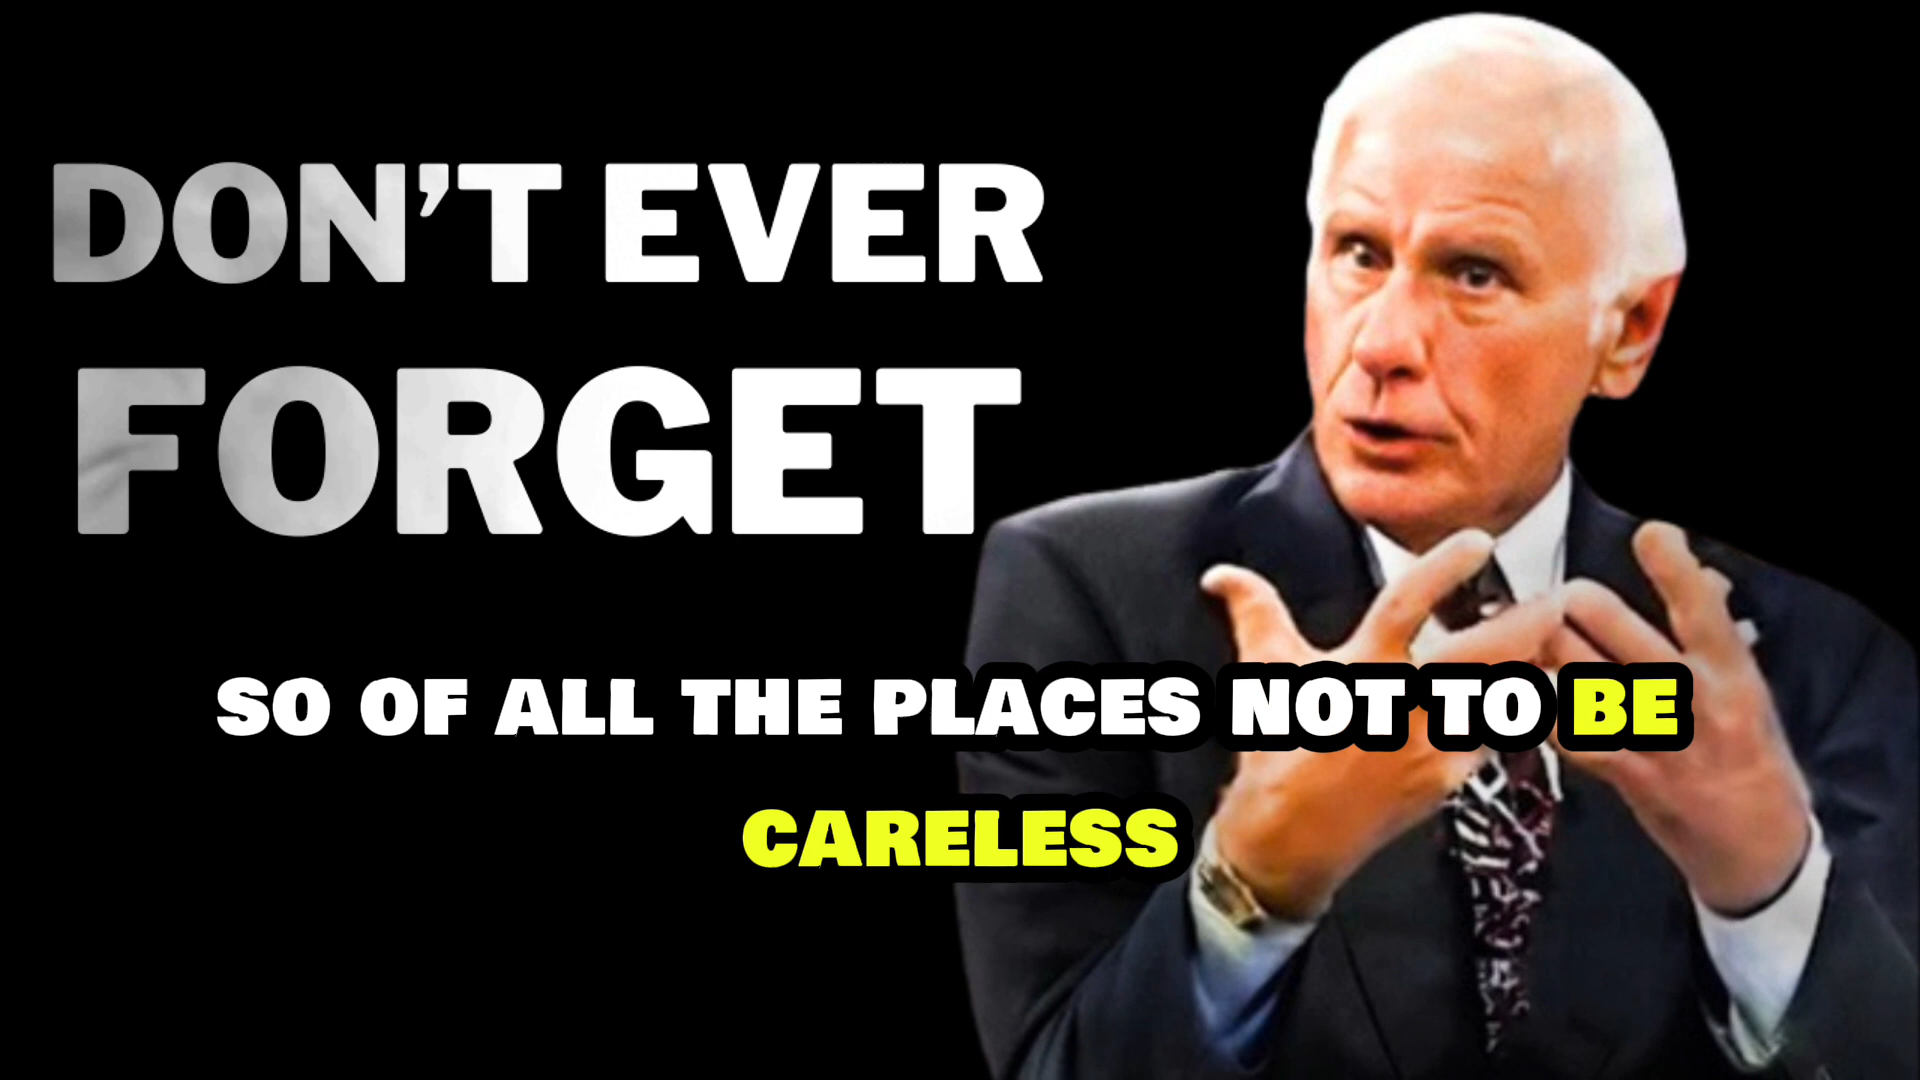 DON’T EVER
FORGET
SO OF ALL THE PLACES NOT TO BE
CARELESS